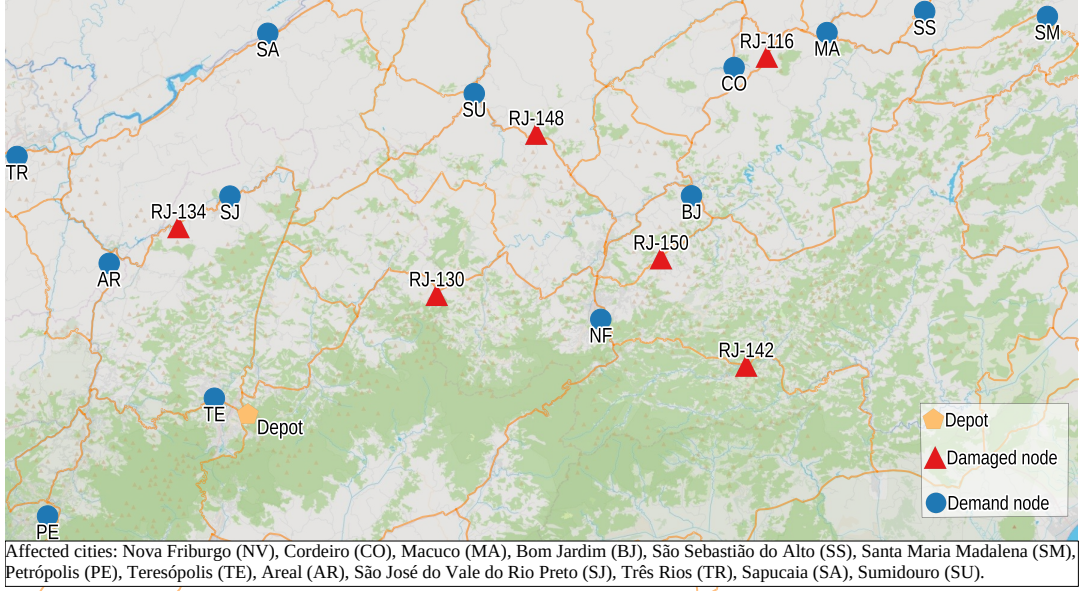 SS
SM
SA
RJ-116
MA
CO
SU
RJ-148
TR
RJ-134
SJ
BJ
RJ-150
AR
RJ-130
NF
RJ-142
TE
Depot
Depot
Damaged node
Demand node
PE
Affected cities: Nova Friburgo (NV), Cordeiro (CO), Macuco (MA), Bom Jardim (BJ), São Sebastião do Alto (SS), Santa Maria Madalena (SM),
Petrópolis (PE), Teresópolis (TE), Areal (AR), São José do Vale do Rio Preto (SJ), Três Rios (TR), Sapucaia (SA), Sumidouro (SU).